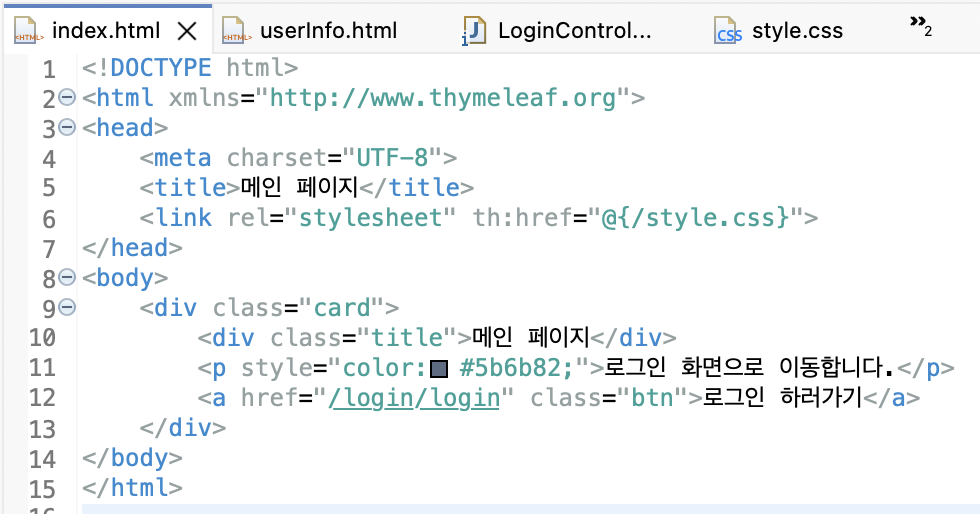 index.html userInfo.html LoginControl... style.css »2
1 <!DOCTYPE html>
2 <html xmlns="http://www.thymeleaf.org">
3 <head>
4 <meta charset="UTF-8">
5 <title>메인 페이지</title>
6 <link rel="stylesheet" th:href="@{/style.css}">
7 </head>
8 <body>
9 <div class="card">
10 <div class="title">메인 페이지</div>
11 <p style="color: #5b6b82;">로그인 화면으로 이동합니다.</p>
12 <a href="/login/login" class="btn">로그인 하러가기</a>
13 </div>
14 </body>
15 </html>
16